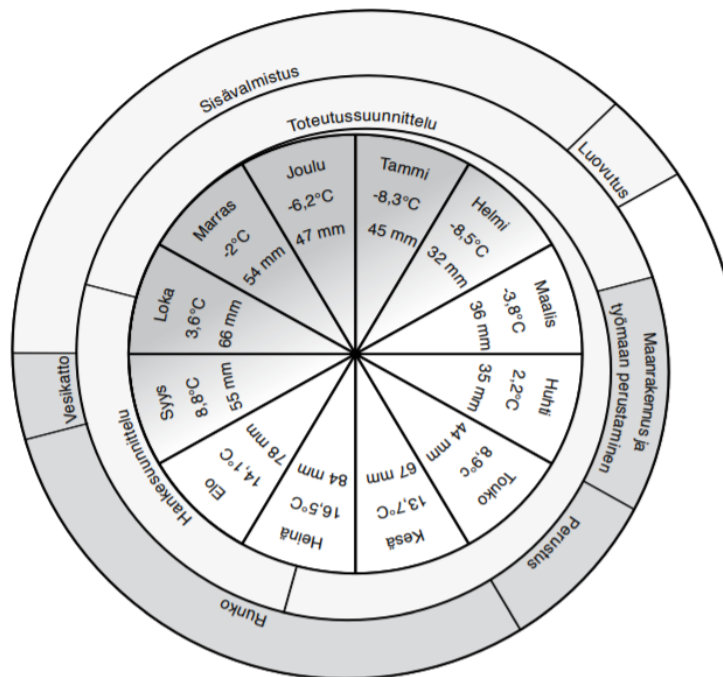 Sisävalmistus
Luovutus
Toteutussuunnittelu
Maanrakennus ja
työmaan perustaminen
Perustus
Runko
Vesikatto
Hankesuunnittelu
Tammi
-8,3°C
45 mm
Helmi
-8,5°C
32 mm
Maalis
-3,8°C
36 mm
Huhti
2,2°C
35 mm
Touko
8,9°c
44 mm
Kesä
13,7°C
67 mm
Heinä
16,5°C
84 mm
Elo
14,1°C
78 mm
Syys
8,8°C
55 mm
Loka
3,6°C
66 mm
Marras
-2°C
54 mm
Joulu
-6,2°C
47 mm